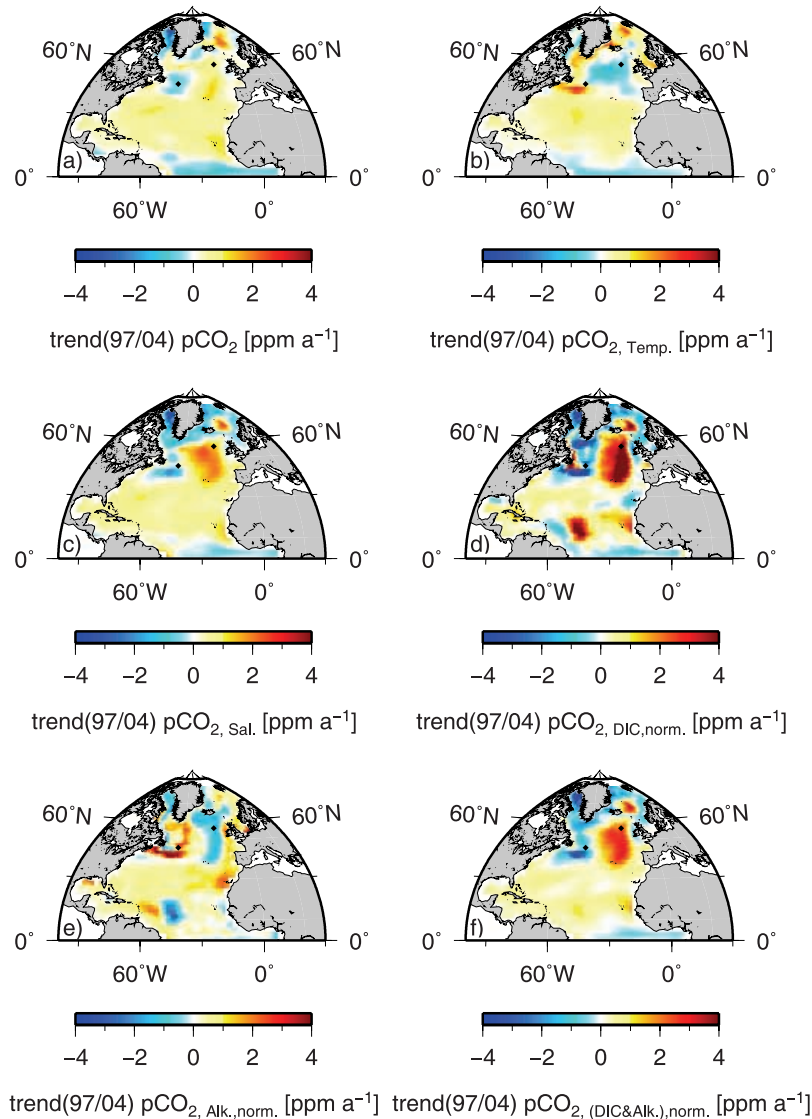 60°N 60°N 60°N 60°N
a) b)
0° 0° 0° 0°
60°W 0° 60°W 0°
−4 −2 0 2 4 −4 −2 0 2 4
trend(97/04) pCO₂ [ppm a⁻¹] trend(97/04) pCO₂, Temp. [ppm a⁻¹]
60°N 60°N 60°N 60°N
c) d)
0° 0° 0° 0°
60°W 0° 60°W 0°
−4 −2 0 2 4 −4 −2 0 2 4
trend(97/04) pCO₂, Sal. [ppm a⁻¹] trend(97/04) pCO₂, DIC,norm. [ppm a⁻¹]
60°N 60°N 60°N 60°N
e) f)
0° 0° 0° 0°
60°W 0° 60°W 0°
−4 −2 0 2 4 −4 −2 0 2 4
trend(97/04) pCO₂, Alk.,norm. [ppm a⁻¹] trend(97/04) pCO₂, (DIC&Alk.),norm. [ppm a⁻¹]